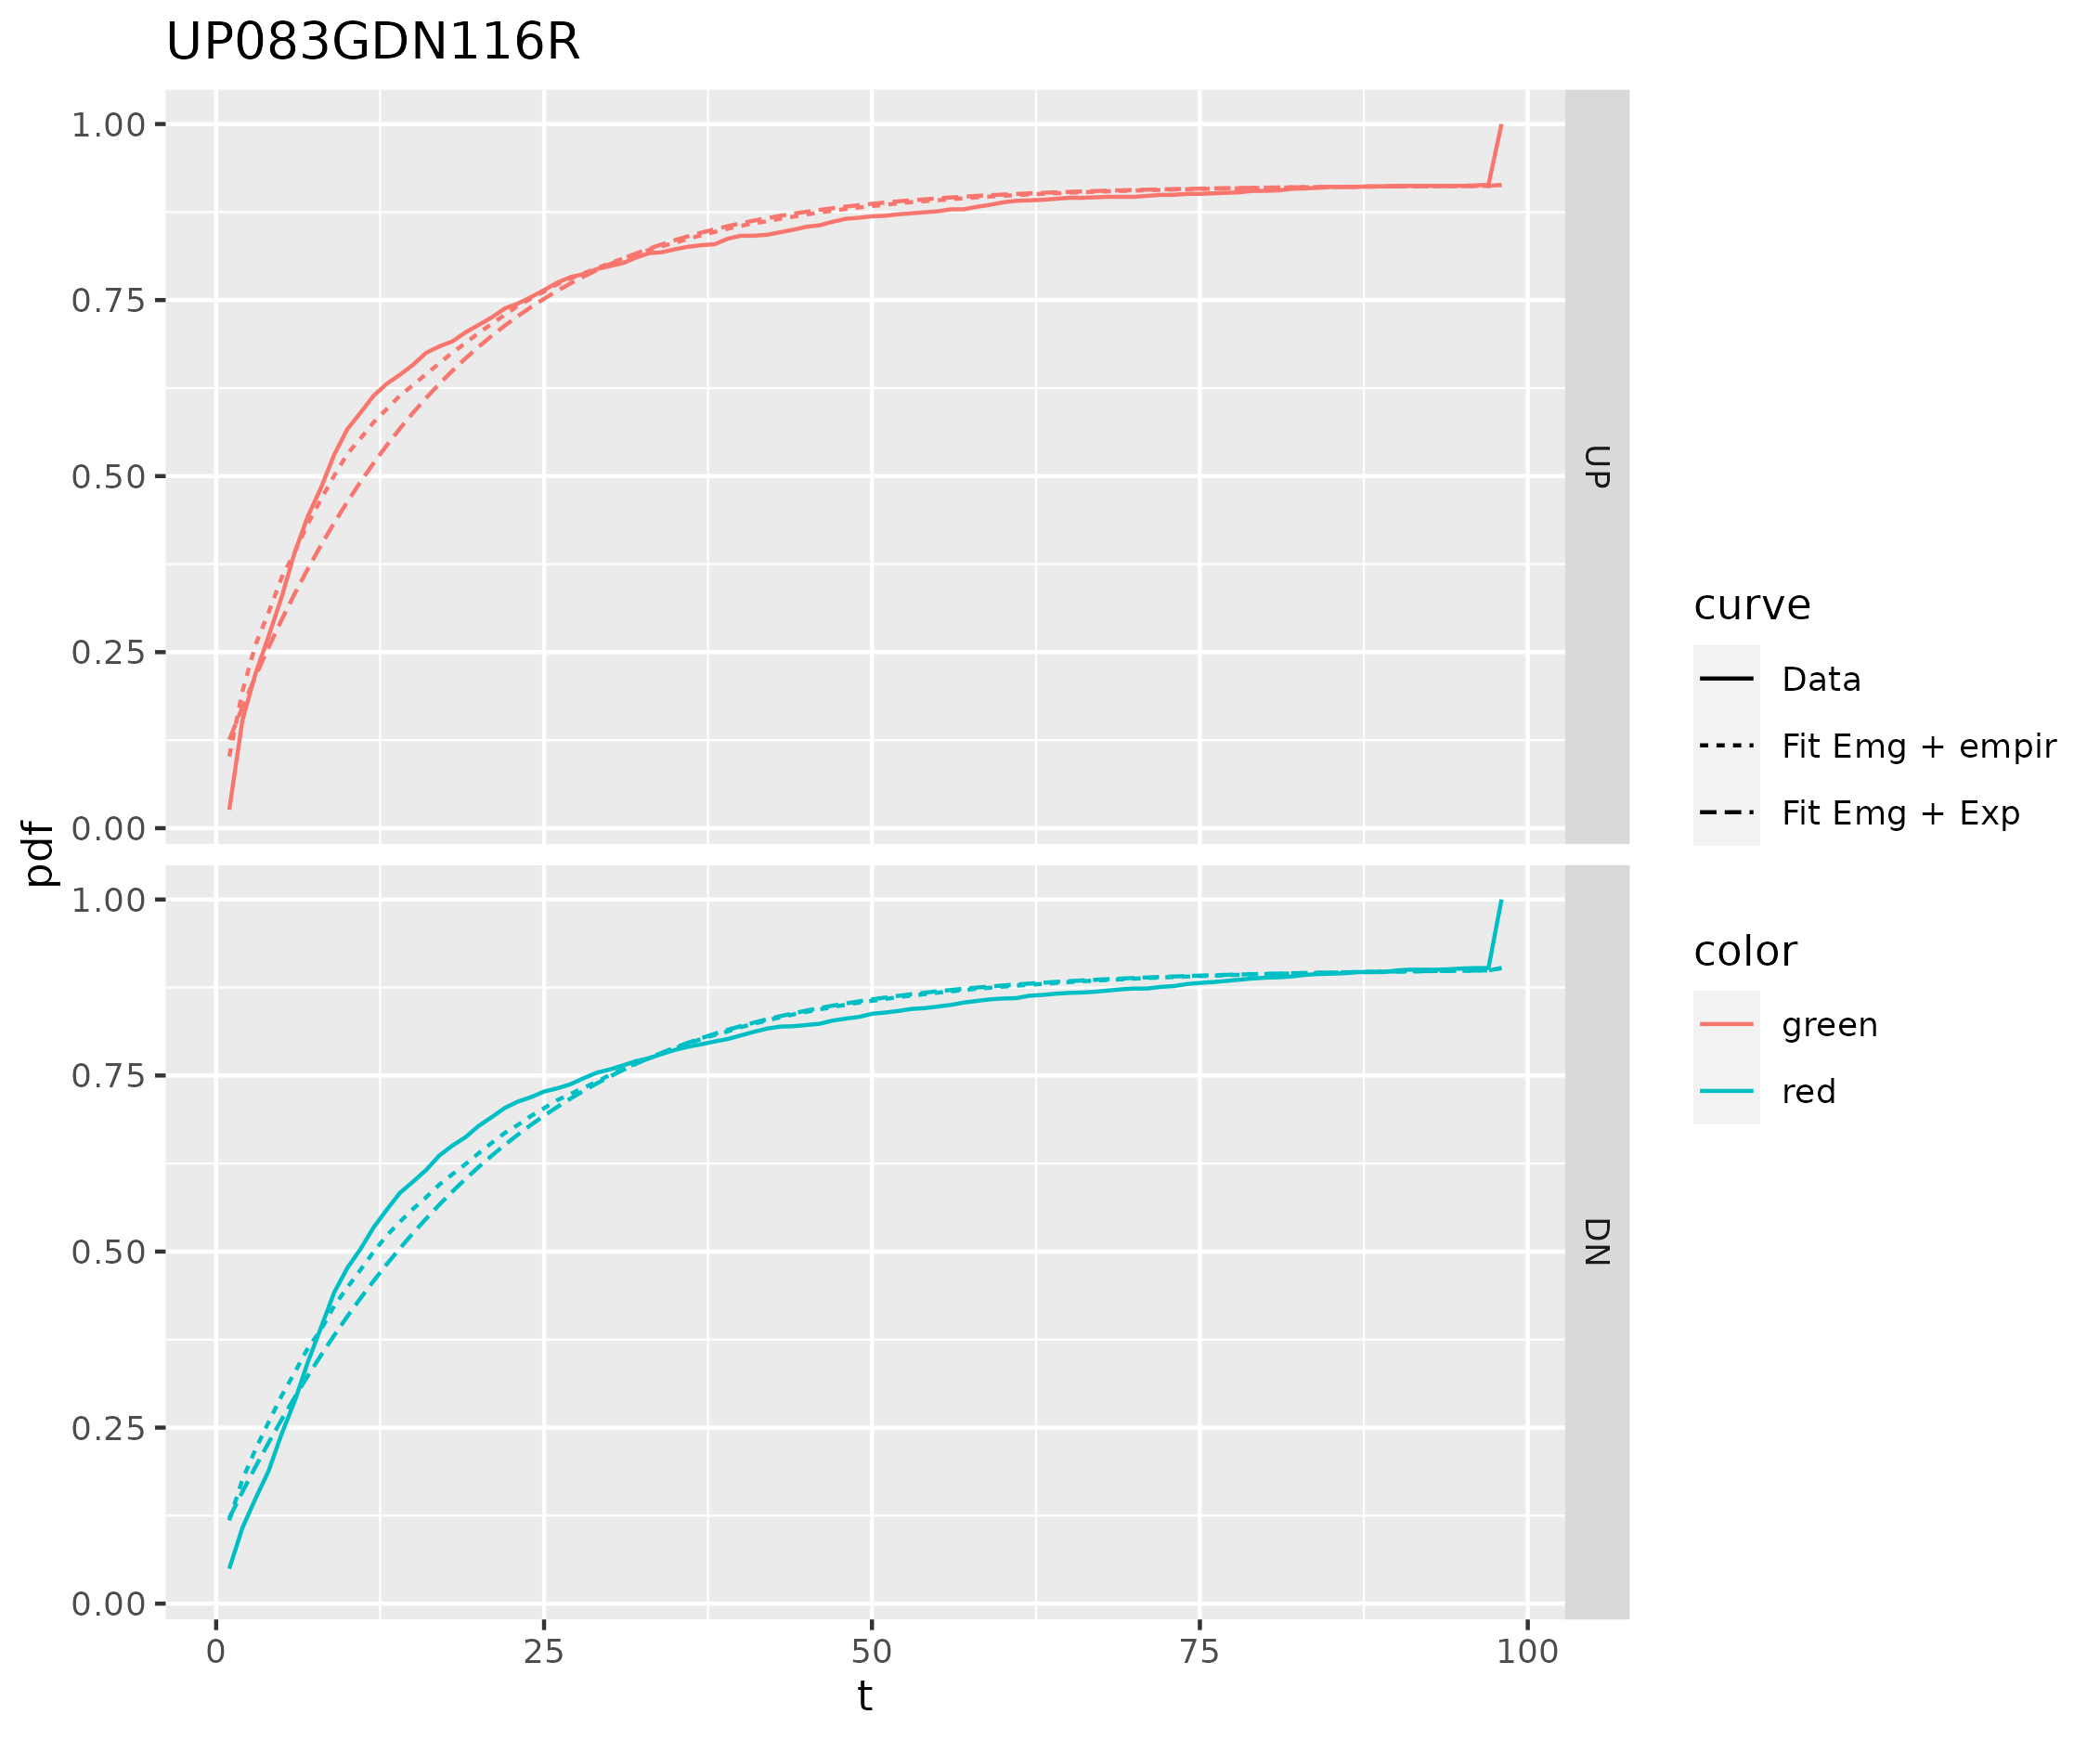 UP083GDN116R
1.00
0.75
0.50
0.25
0.00
UP
pdf
1.00
0.75
0.50
0.25
0.00
DN
0 25 50 75 100
t
curve
Data
Fit Emg + empir
Fit Emg + Exp
color
green
red